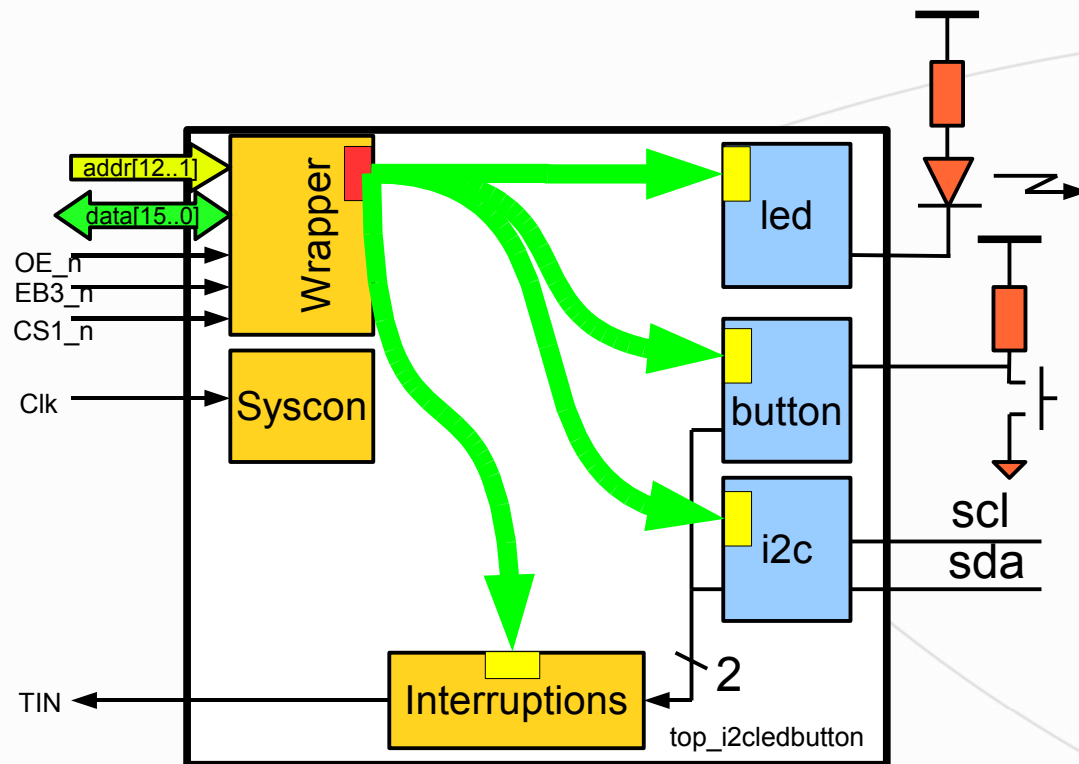 addr[12..1]
data[15..0]
OE_n
EB3_n
CS1_n
Wrapper
led
Clk
Syscon
button
i2c
scl
sda
2
TIN
Interruptions
top_i2cledbutton